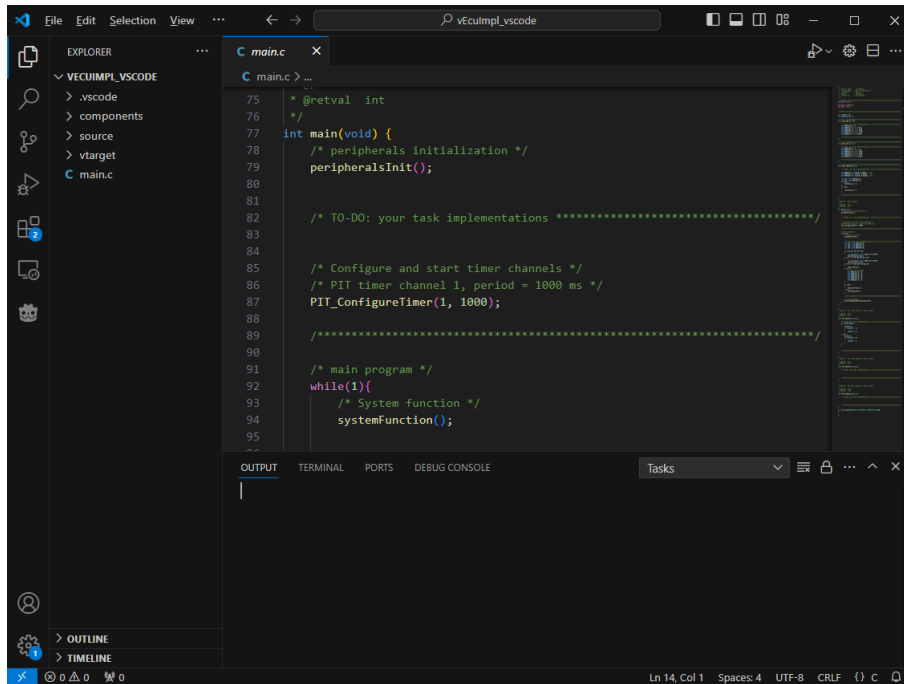 File Edit Selection View ··· vEcuImpl_vscode
EXPLORER ···
VECUIMPL_VSCODE
.vscode
components
source
vtarget
C main.c
2
1
C main.c
C main.c > ...
75 * @retval int
76 */
77 int main(void) {
78 /* peripherals initialization */
79 peripheralsInit();
80
81
82 /* TO-DO: your task implementations **************************************/
83
84
85 /* Configure and start timer channels */
86 /* PIT timer channel 1, period = 1000 ms */
87 PIT_ConfigureTimer(1, 1000);
88
89 /*************************************************************************/
90
91 /* main program */
92 while(1){
93 /* System function */
94 systemFunction();
95
OUTPUT TERMINAL PORTS DEBUG CONSOLE Tasks
OUTLINE
TIMELINE
0 0 0 Ln 14, Col 1 Spaces: 4 UTF-8 CRLF {} C